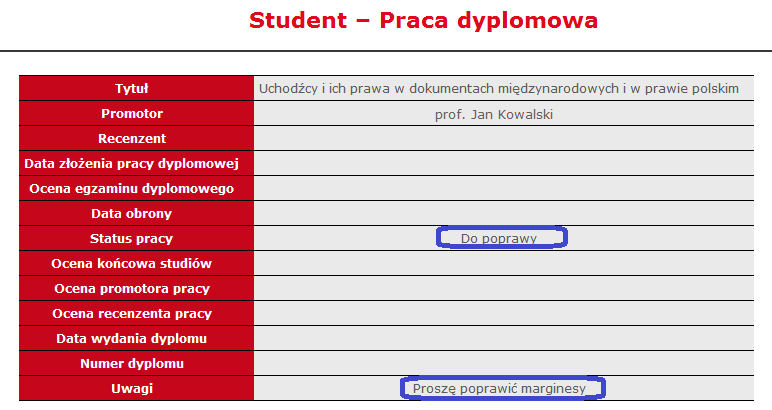 Student – Praca dyplomowa
Tytuł Uchodźcy i ich prawa w dokumentach międzynarodowych i w prawie polskim
Promotor prof. Jan Kowalski
Recenzent
Data złożenia pracy dyplomowej
Ocena egzaminu dyplomowego
Data obrony
Status pracy Do poprawy
Ocena końcowa studiów
Ocena promotora pracy
Ocena recenzenta pracy
Data wydania dyplomu
Numer dyplomu
Uwagi Proszę poprawić marginesy